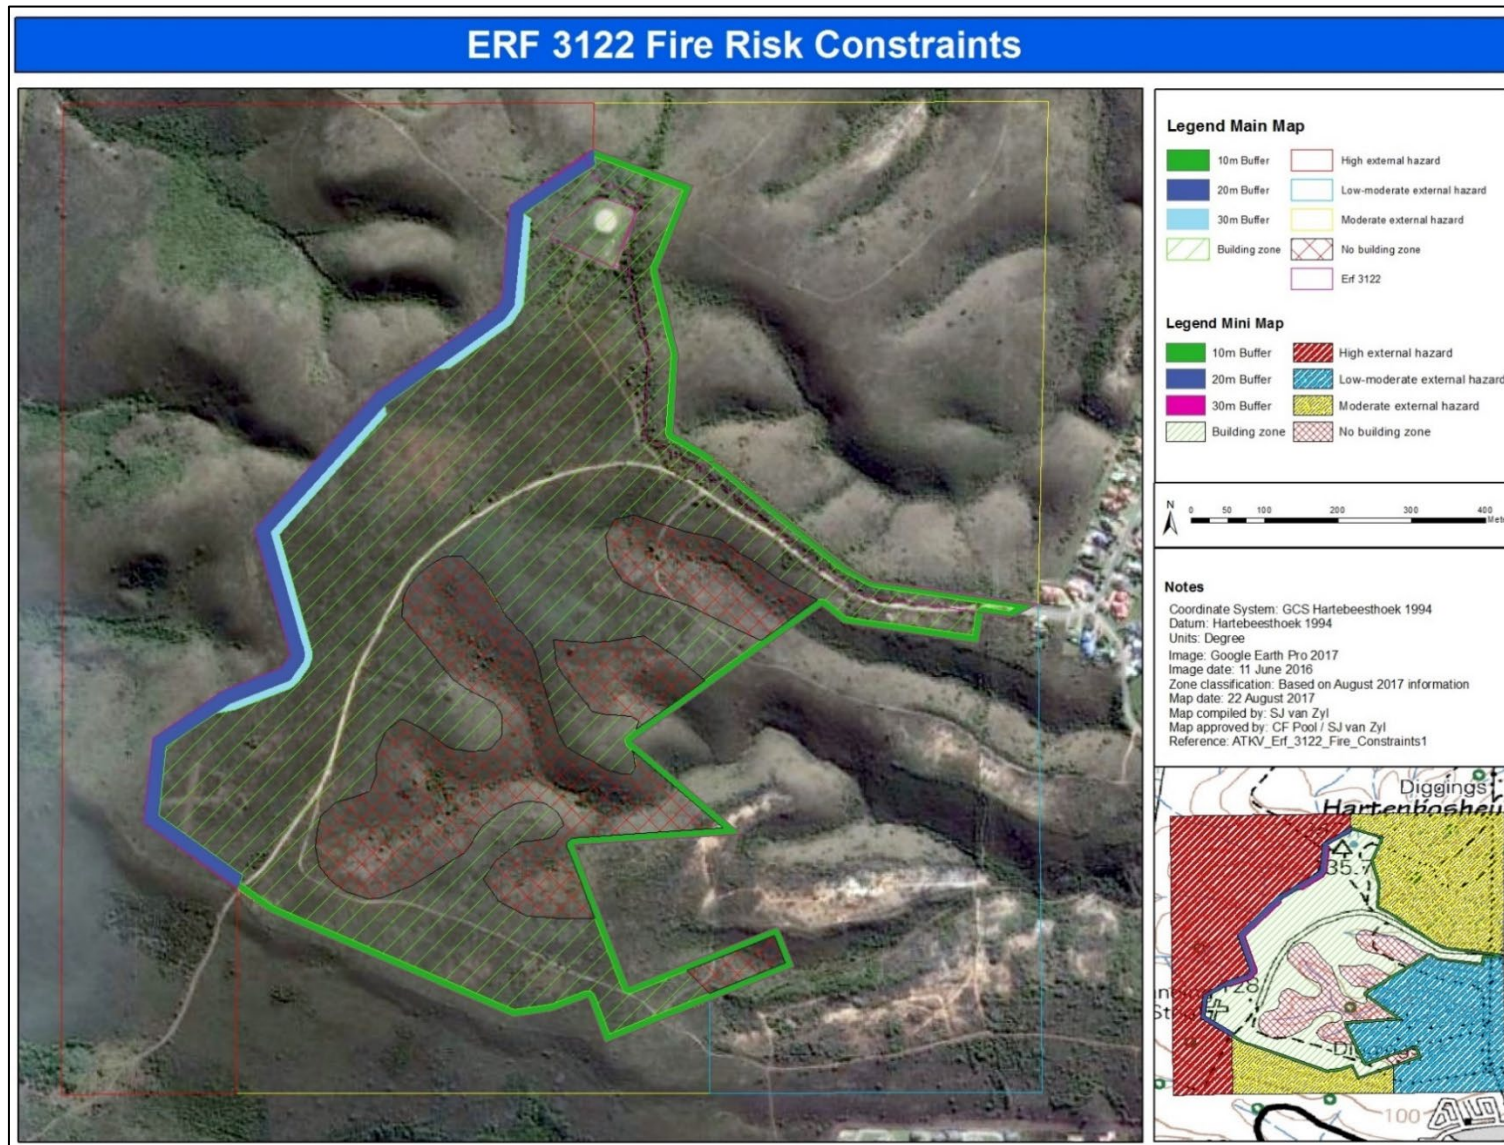 ERF 3122 Fire Risk Constraints
Legend Main Map
10m Buffer
High external hazard
20m Buffer
Low-moderate external hazard
30m Buffer
Moderate external hazard
Building zone
No building zone
Erf 3122
Legend Mini Map
10m Buffer
High external hazard
20m Buffer
Low-moderate external hazard
30m Buffer
Moderate external hazard
Building zone
No building zone
N
0 50 100 200 300 400
Notes
Coordinate System: GCS Hartebeesthoek 1994
Datum: Hartebeesthoek 1994
Units: Degree
Image: Google Earth Pro 2017
Image date: 11 June 2016
Zone classification: Based on August 2017 information
Map date: 22 August 2017
Map compiled by: SJ van Zyl
Map approved by: CF Pool / SJ van Zyl
Reference: ATKV_Erf_3122_Fire_Constraints1
Diggings
100